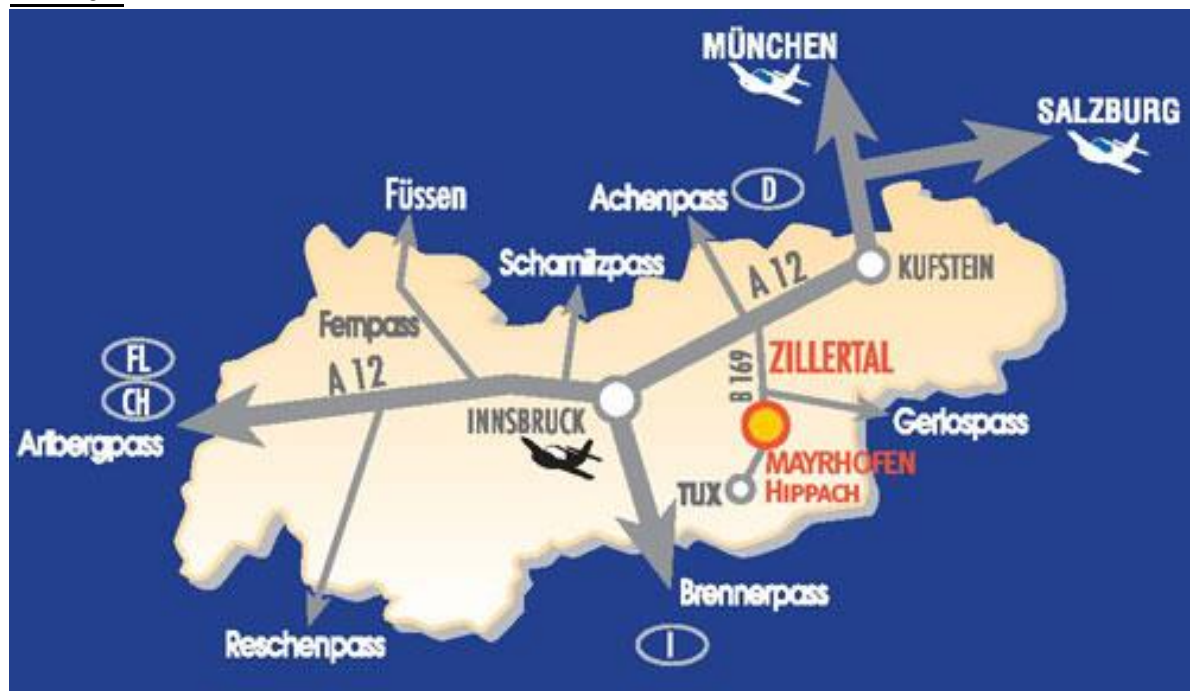 MÜNCHEN
SALZBURG
Füssen
Achenpass
D
Scharnitzpass
A 12
KUFSTEIN
Fernpass
FL
A 12
CH
B 169
ZILLERTAL
Arlbergpass
INNSBRUCK
Gerlospass
MAYRHOFEN
TUX
HIPPACH
Brennerpass
Reschenpass
I